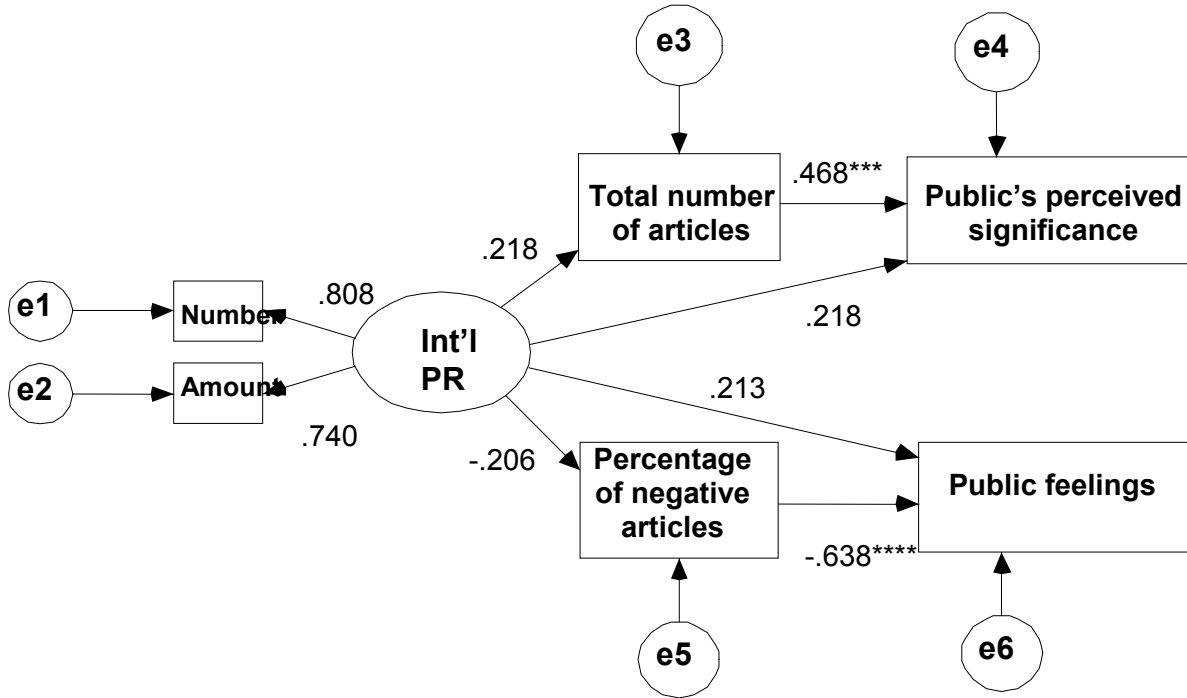 e3
e4
Total number
of articles
.468***
Public's perceived
significance
.218
e1
Number
.808
Int'l
PR
.218
e2
Amount
.740
.213
-.206
Percentage
of negative
articles
Public feelings
-.638****
e5
e6